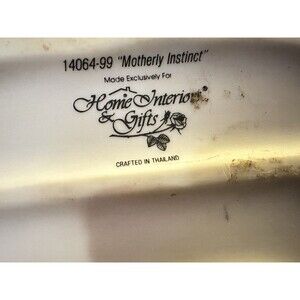 14064-99 "Motherly Instinct"
Made Exclusively For
Home Interiors
& Gifts
CRAFTED IN THAILAND